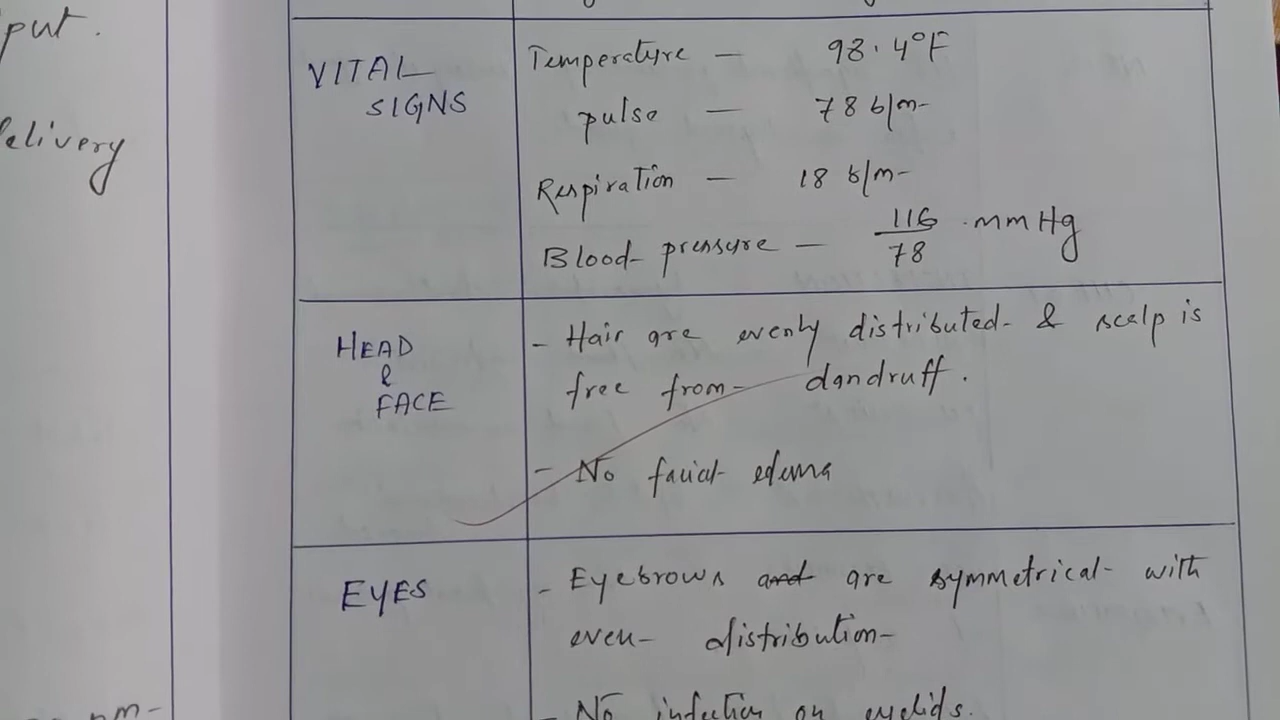 put.
delivery
VITAL
SIGNS
Temperature — 98.4°F
pulse — 78 b/m
Respiration — 18 b/m
Blood pressure — 116/78 mmHg
HEAD
&
FACE
- Hair are evenly distributed & scalp is
free from dandruff.
- No facial edema
EYES
- Eyebrows and are symmetrical with
even distribution
- No infection on eyelids.